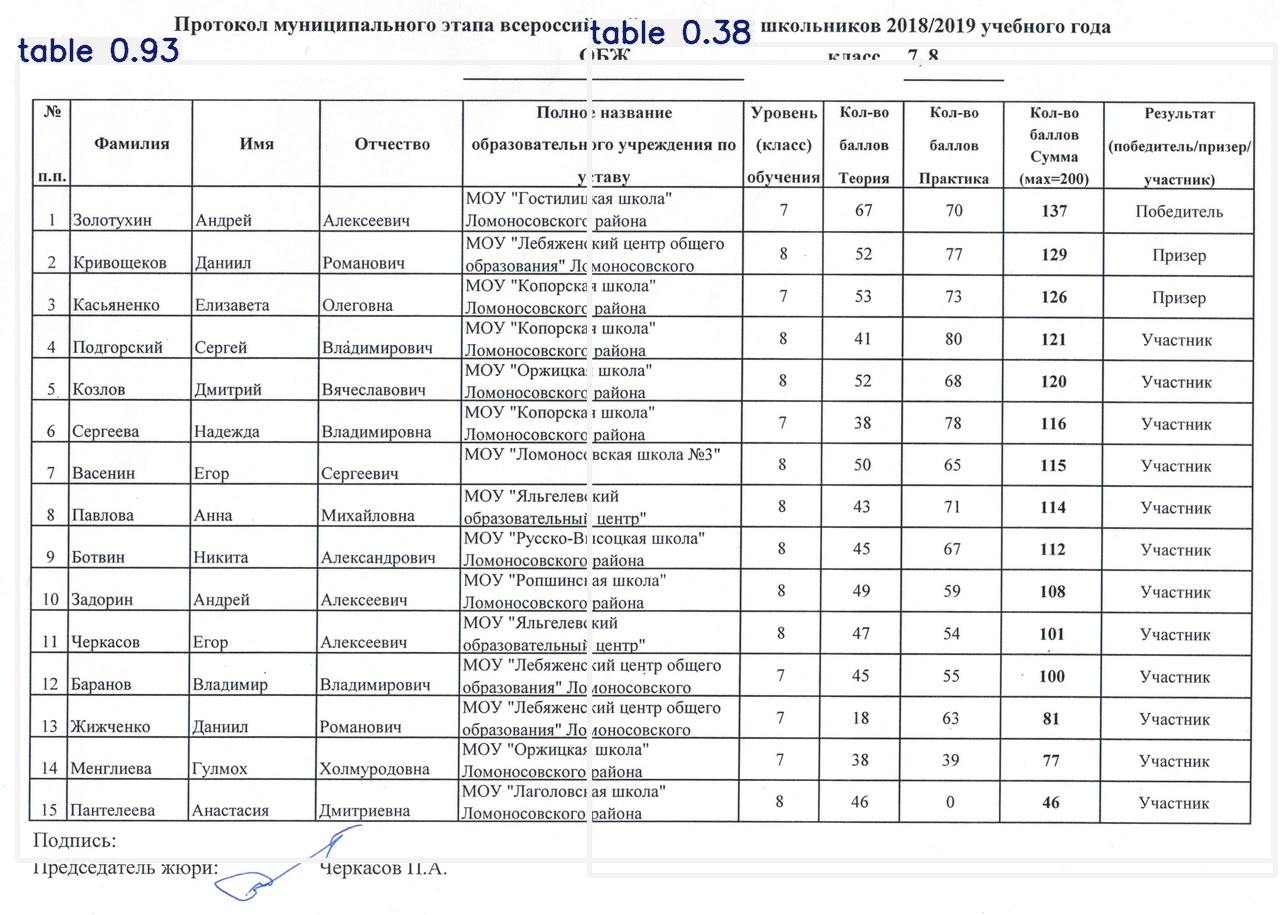 Протокол муниципального этапа всероссий школьников 2018/2019 учебного года
table 0.93
table 0.38
ОБЖ класс 7, 8
№ п.п. Фамилия Имя Отчество Полное название образовательного учреждения по уставу Уровень (класс) обучения Кол-во баллов Теория Кол-во баллов Практика Кол-во баллов Сумма (мах=200) Результат (победитель/призер/участник)
1 Золотухин Андрей Алексеевич МОУ "Гостилицкая школа" Ломоносовского района 7 67 70 137 Победитель
2 Кривощеков Даниил Романович МОУ "Лебяженский центр общего образования" Ломоносовского 8 52 77 129 Призер
3 Касьяненко Елизавета Олеговна МОУ "Копорская школа" Ломоносовского района 7 53 73 126 Призер
4 Подгорский Сергей Владимирович МОУ "Копорская школа" Ломоносовского района 8 41 80 121 Участник
5 Козлов Дмитрий Вячеславович МОУ "Оржицкая школа" Ломоносовского района 8 52 68 120 Участник
6 Сергеева Надежда Владимировна МОУ "Копорская школа" Ломоносовского района 7 38 78 116 Участник
7 Васенин Егор Сергеевич МОУ "Ломоносовская школа №3" 8 50 65 115 Участник
8 Павлова Анна Михайловна МОУ "Яльгелевский образовательный центр" 8 43 71 114 Участник
9 Ботвин Никита Александрович МОУ "Русско-Высоцкая школа" Ломоносовского района 8 45 67 112 Участник
10 Задорин Андрей Алексеевич МОУ "Ропшинская школа" Ломоносовского района 8 49 59 108 Участник
11 Черкасов Егор Алексеевич МОУ "Яльгелевский образовательный центр" 8 47 54 101 Участник
12 Баранов Владимир Владимирович МОУ "Лебяженский центр общего образования" Ломоносовского 7 45 55 100 Участник
13 Жижченко Даниил Романович МОУ "Лебяженский центр общего образования" Ломоносовского 7 18 63 81 Участник
14 Менглиева Гулмох Холмуродовна МОУ "Оржицкая школа" Ломоносовского района 7 38 39 77 Участник
15 Пантелеева Анастасия Дмитриевна МОУ "Лаголовская школа" Ломоносовского района 8 46 0 46 Участник
Подпись:
Председатель жюри: Черкасов П.А.